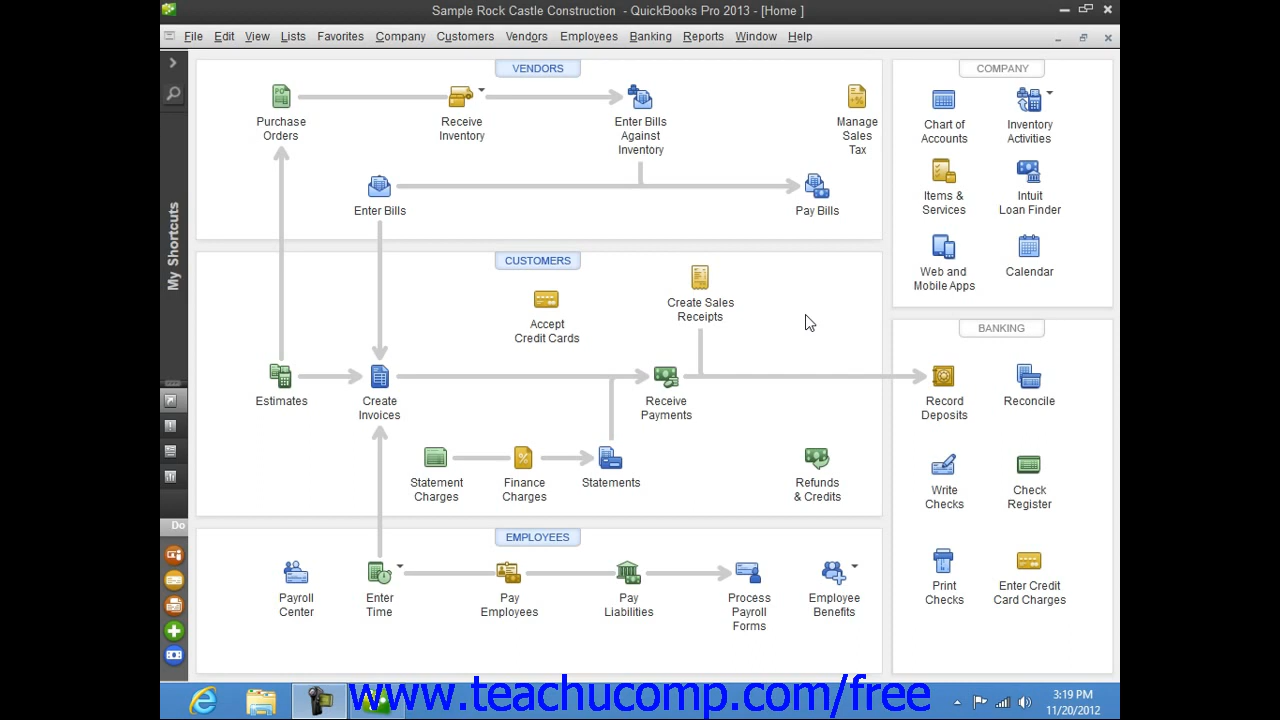 Sample Rock Castle Construction - QuickBooks Pro 2013 - [Home ]
File Edit View Lists Favorites Company Customers Vendors Employees Banking Reports Window Help
My Shortcuts
Do
VENDORS
Purchase
Orders
Receive
Inventory
Enter Bills
Against
Inventory
Manage
Sales
Tax
Enter Bills
Pay Bills
CUSTOMERS
Accept
Credit Cards
Create Sales
Receipts
Estimates
Create
Invoices
Receive
Payments
Statement
Charges
Finance
Charges
Statements
Refunds
& Credits
EMPLOYEES
Payroll
Center
Enter
Time
Pay
Employees
Pay
Liabilities
Process
Payroll
Forms
Employee
Benefits
COMPANY
Chart of
Accounts
Inventory
Activities
Items &
Services
Intuit
Loan Finder
Web and
Mobile Apps
Calendar
BANKING
Record
Deposits
Reconcile
Write
Checks
Check
Register
Print
Checks
Enter Credit
Card Charges
www.teachucomp.com/free
3:19 PM
11/20/2012